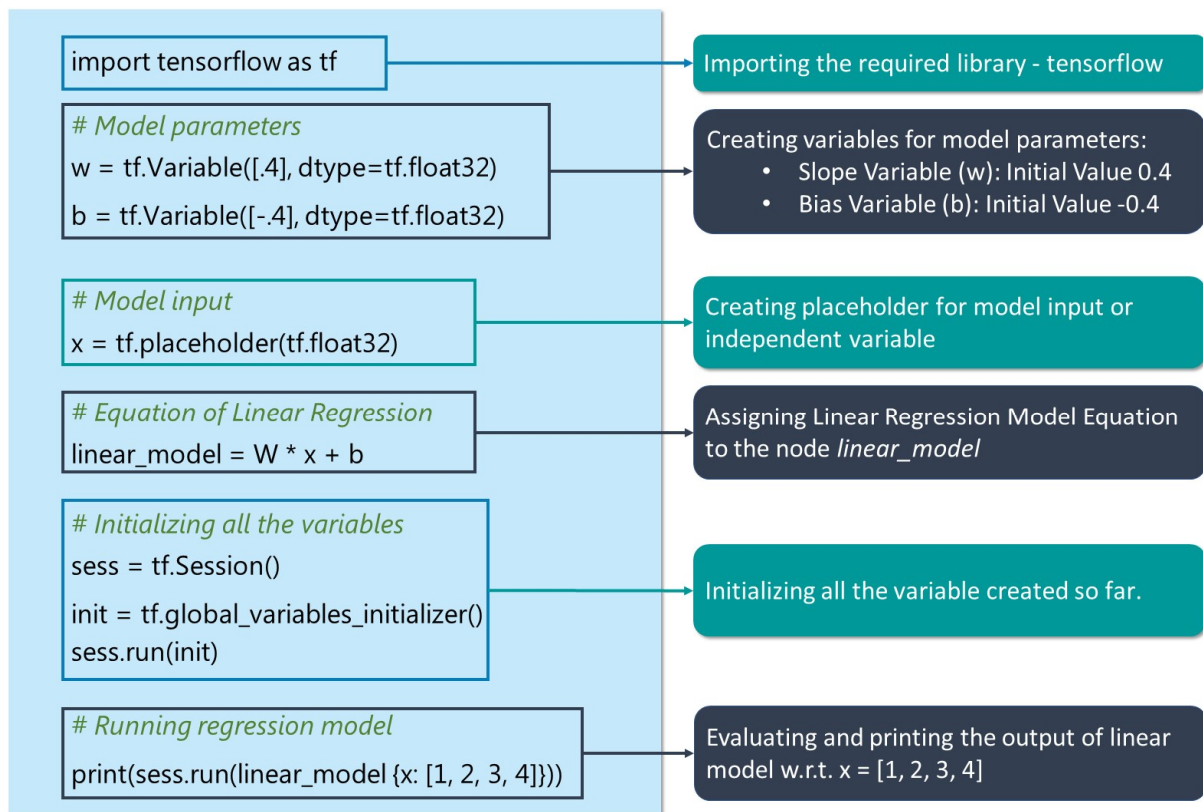 import tensorflow as tf
Importing the required library - tensorflow
# Model parameters
w = tf.Variable([.4], dtype=tf.float32)
b = tf.Variable([-.4], dtype=tf.float32)
Creating variables for model parameters:
• Slope Variable (w): Initial Value 0.4
• Bias Variable (b): Initial Value -0.4
# Model input
x = tf.placeholder(tf.float32)
Creating placeholder for model input or
independent variable
# Equation of Linear Regression
linear_model = W * x + b
Assigning Linear Regression Model Equation
to the node linear_model
# Initializing all the variables
sess = tf.Session()
init = tf.global_variables_initializer()
sess.run(init)
Initializing all the variable created so far.
# Running regression model
print(sess.run(linear_model {x: [1, 2, 3, 4]}))
Evaluating and printing the output of linear
model w.r.t. x = [1, 2, 3, 4]